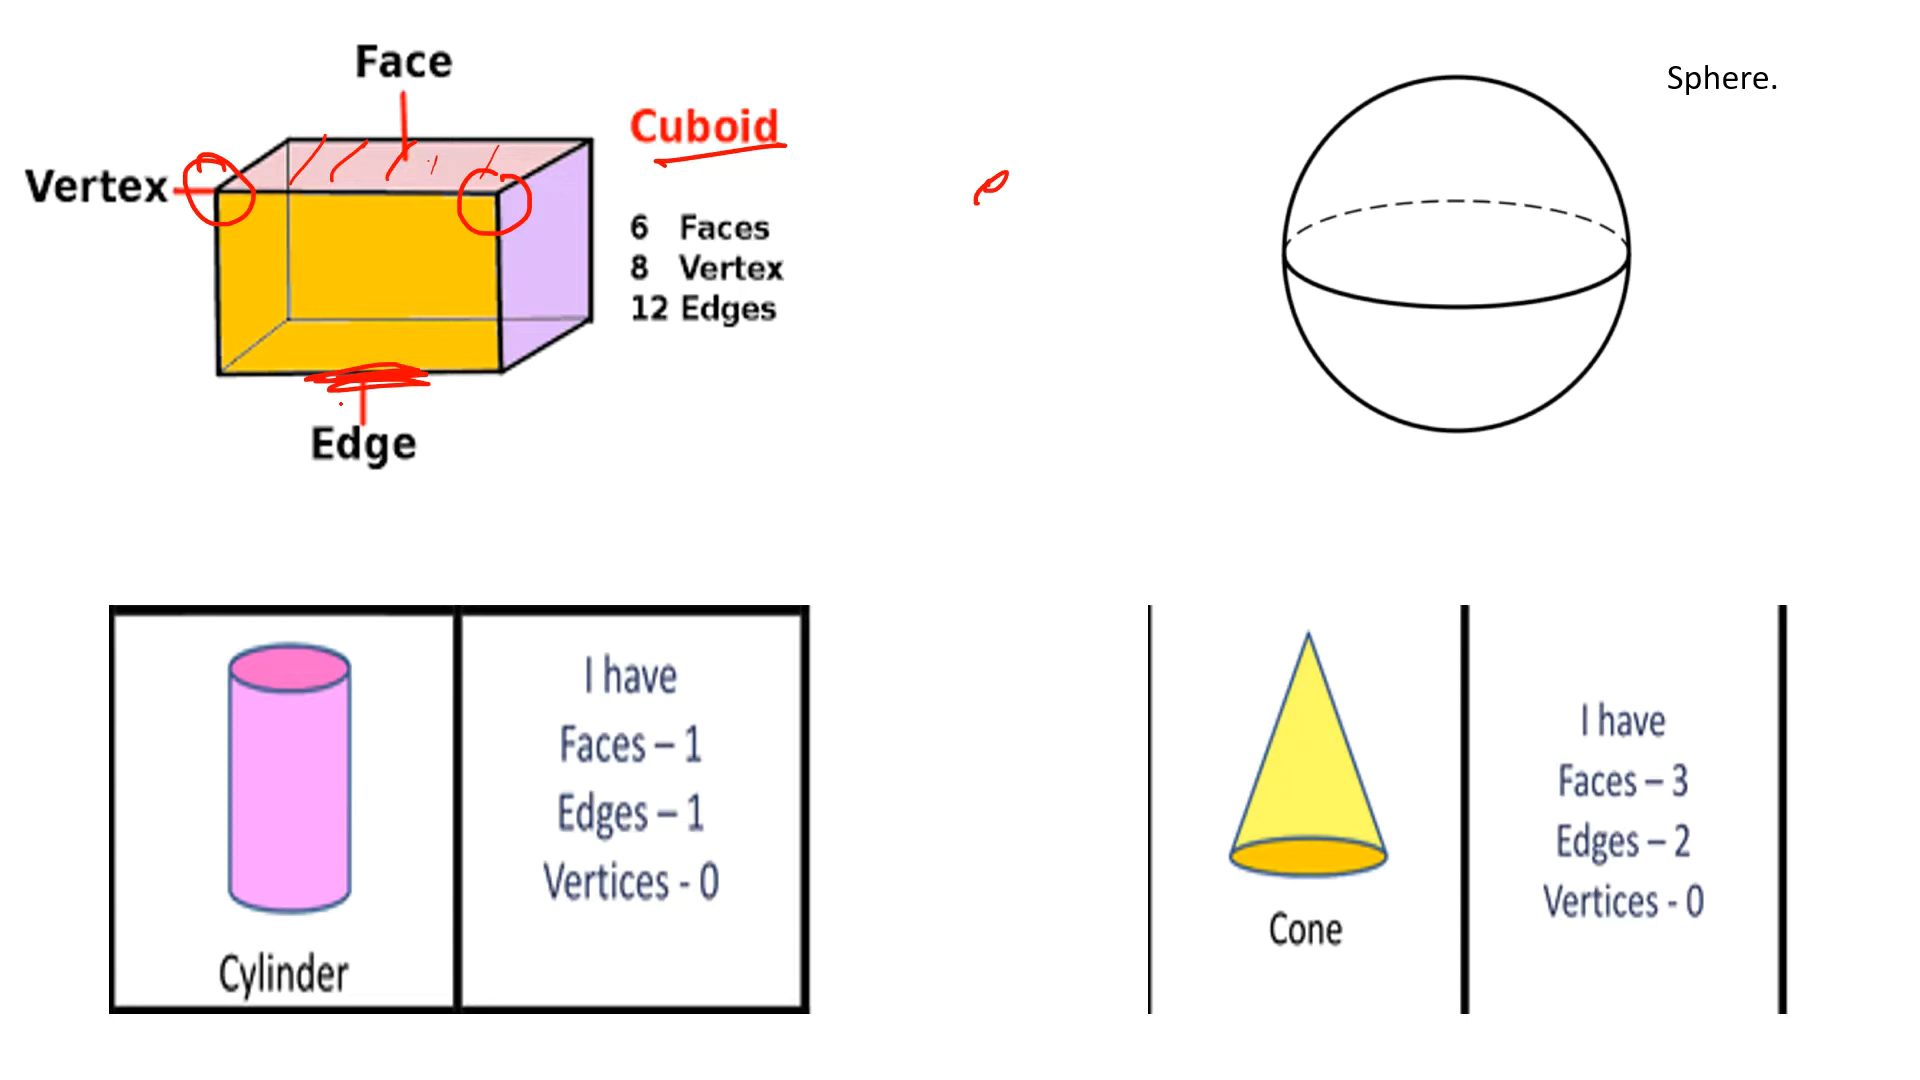 Face
Vertex
Cuboid
6 Faces
8 Vertex
12 Edges
Edge
Sphere.
I have
Faces – 1
Edges – 1
Vertices - 0
Cylinder
I have
Faces – 3
Edges – 2
Vertices - 0
Cone